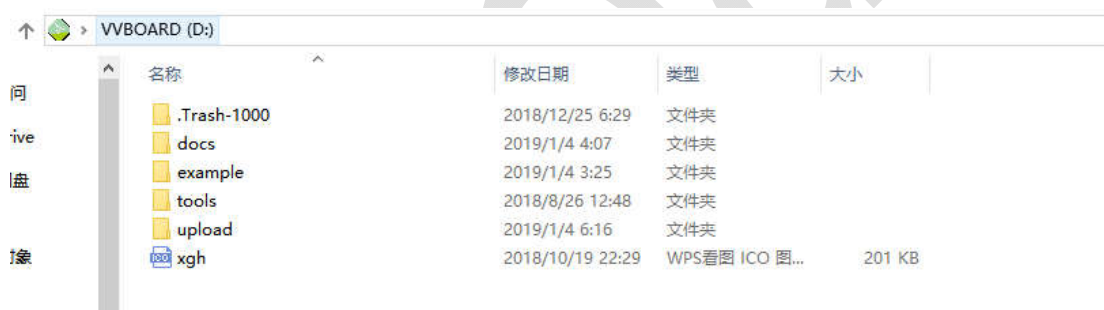 VVBOARD (D:)
名称 修改日期 类型 大小
问
.Trash-1000 2018/12/25 6:29 文件夹
rive
docs 2019/1/4 4:07 文件夹
example 2019/1/4 3:25 文件夹
盘
tools 2018/8/26 12:48 文件夹
upload 2019/1/4 6:16 文件夹
象
xgh 2018/10/19 22:29 WPS看图 ICO 图... 201 KB